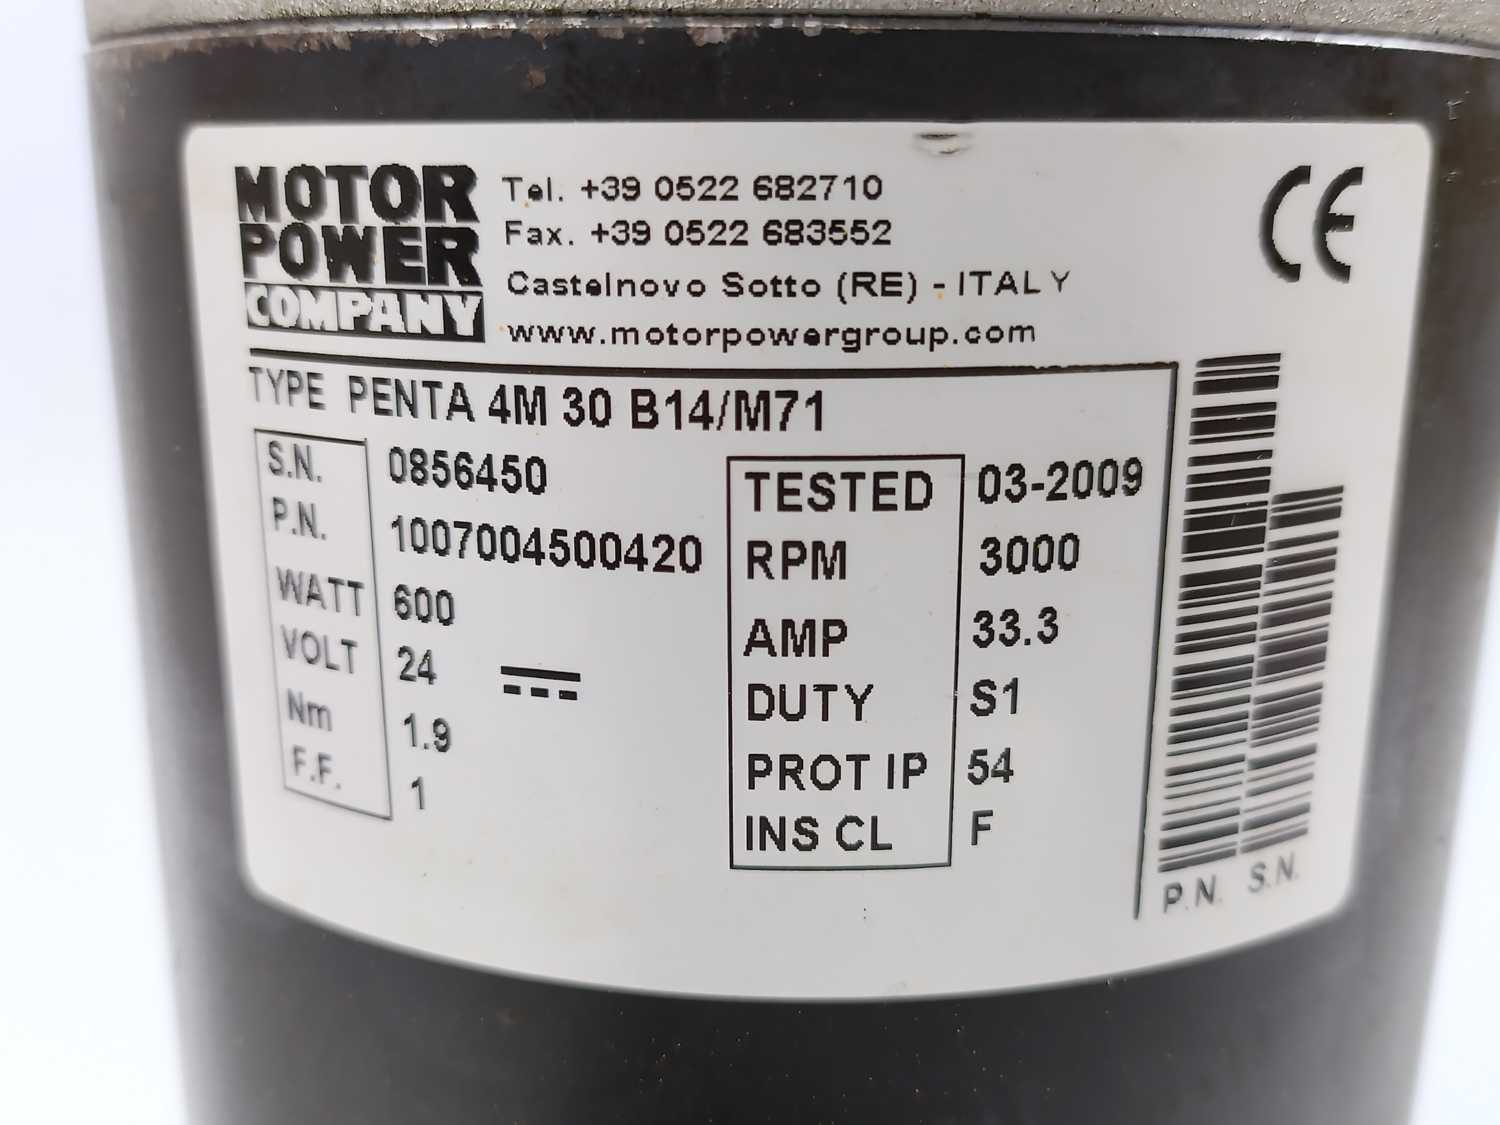 MOTOR
POWER
COMPANY
Tel. +39 0522 682710
Fax. +39 0522 683552
Castelnovo Sotto (RE) - ITALY
www.motorpowergroup.com
CE
TYPE PENTA 4M 30 B14/M71
S.N. 0856450
P.N. 1007004500420
WATT 600
VOLT 24
Nm 1.9
F.F. 1
TESTED 03-2009
RPM 3000
AMP 33.3
DUTY S1
PROT IP 54
INS CL F
P.N. S.N.